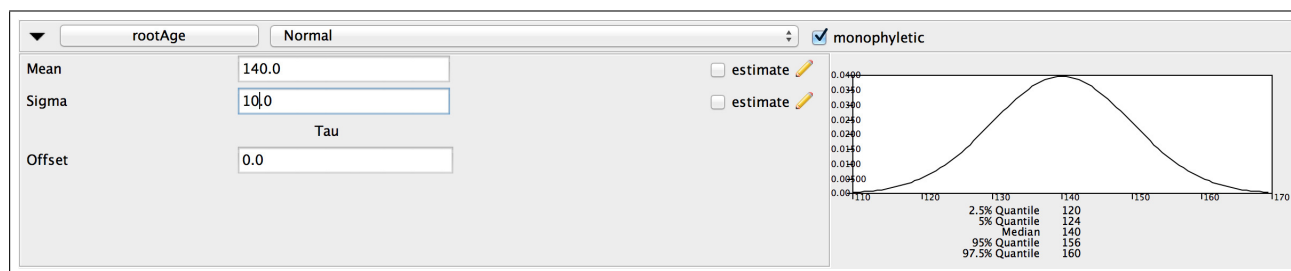 rootAge Normal monophyletic
Mean 140.0 estimate
Sigma 10.0 estimate
Tau
Offset 0.0
0.0400
0.0350
0.0300
0.0250
0.0200
0.0150
0.0100
0.00500
0.00
110 120 130 140 150 160 170
2.5% Quantile 120
5% Quantile 124
Median 140
95% Quantile 156
97.5% Quantile 160